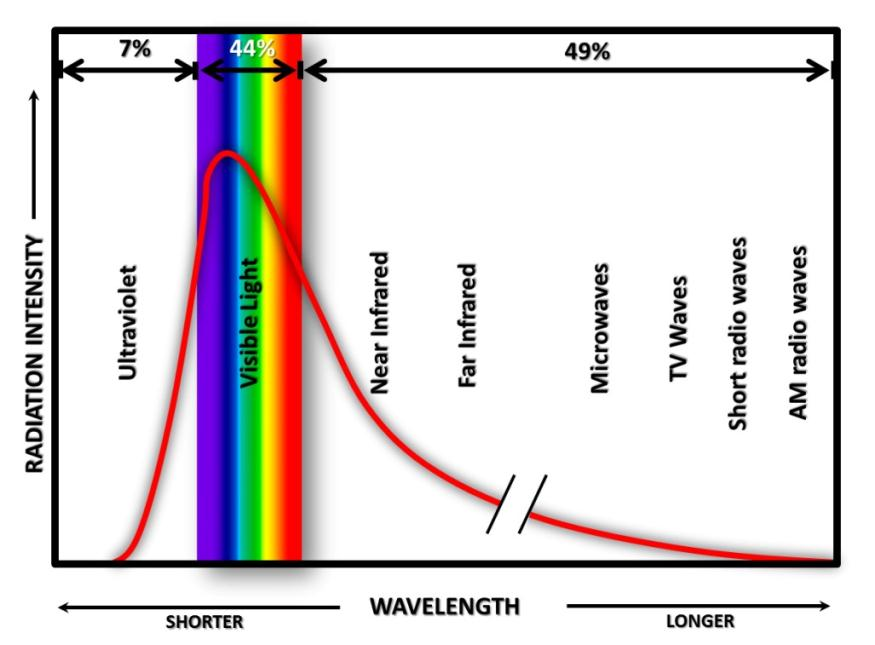 7%
44%
49%
RADIATION INTENSITY
Ultraviolet
Visible Light
Near Infrared
Far Infrared
Microwaves
TV Waves
Short radio waves
AM radio waves
WAVELENGTH
SHORTER
LONGER